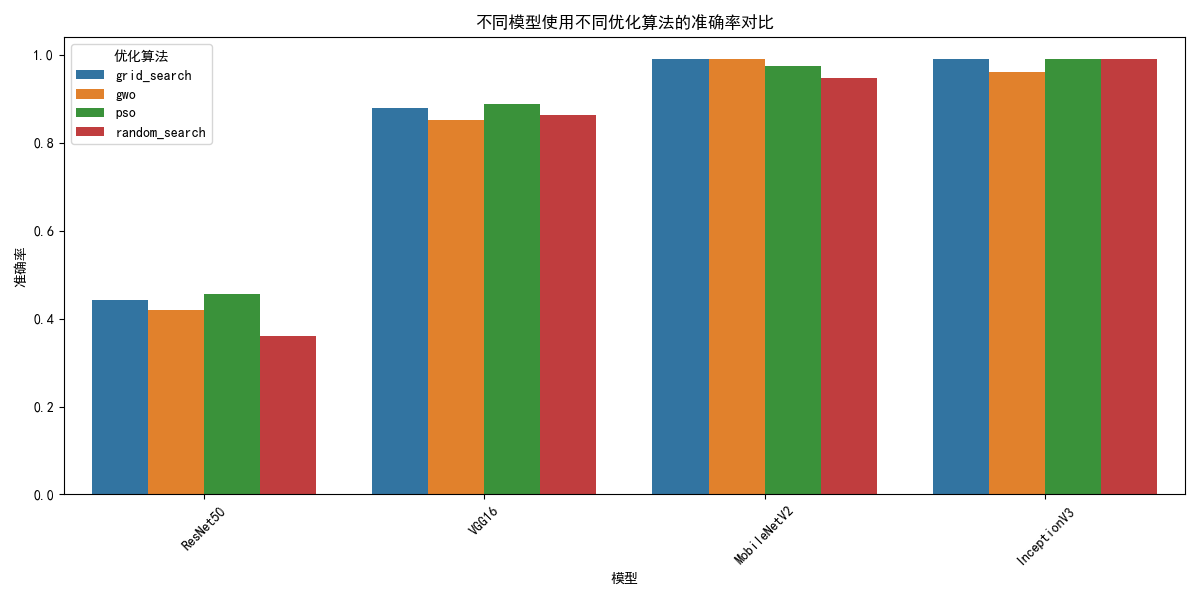 不同模型使用不同优化算法的准确率对比
优化算法
grid_search
gwo
pso
random_search
准确率
1.0
0.8
0.6
0.4
0.2
0.0
ResNet50
VGG16
MobileNetV2
InceptionV3
模型